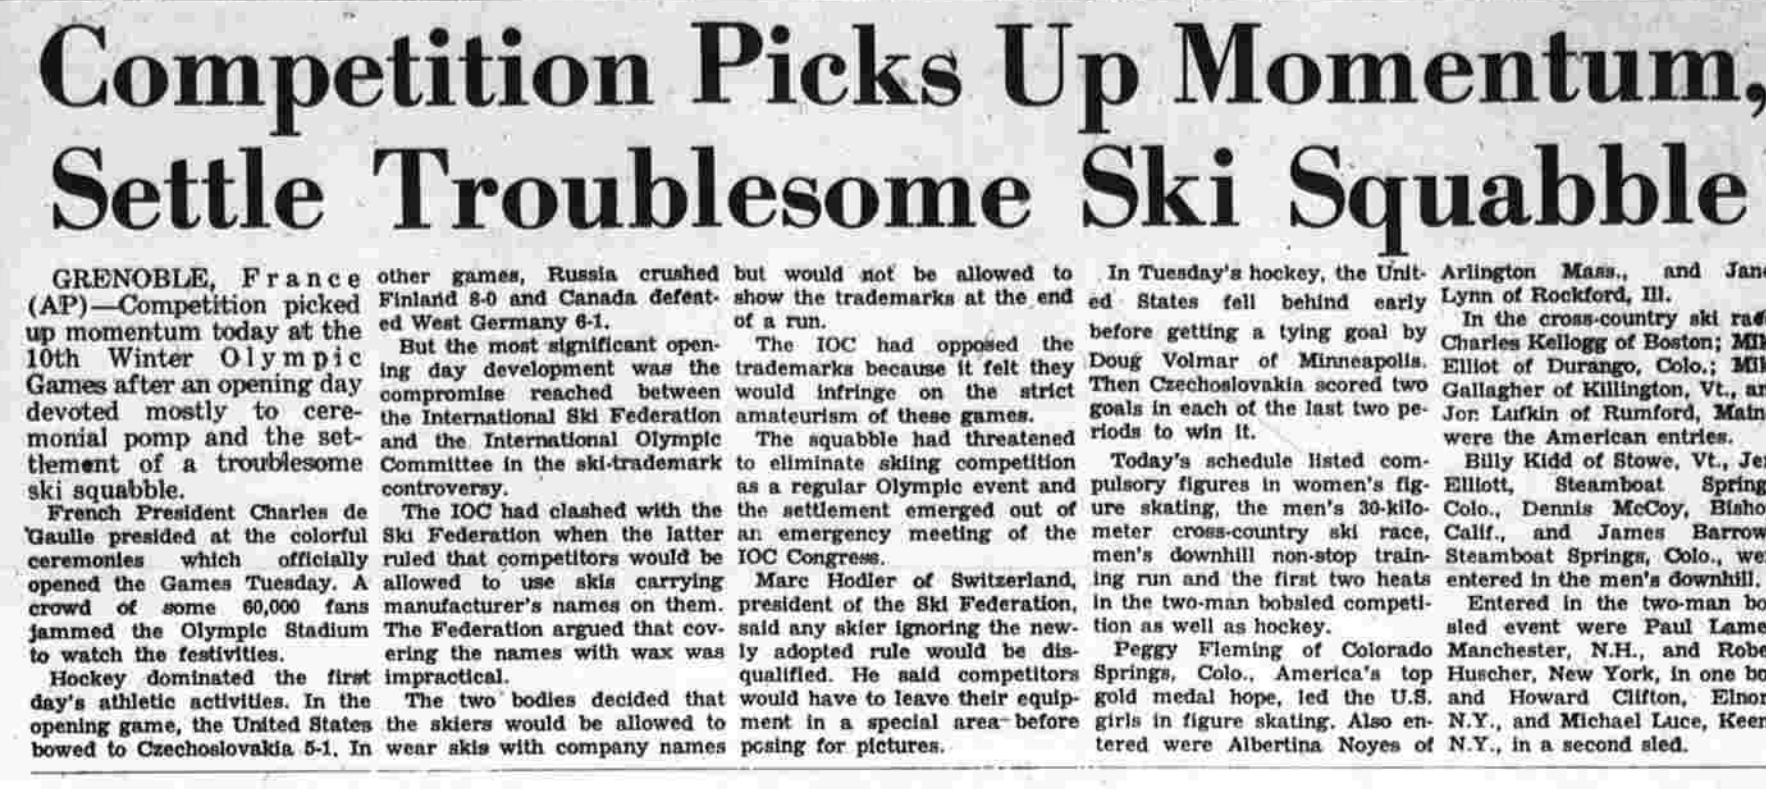 Competition Picks Up Momentum,
Settle Troublesome Ski Squabble
GRENOBLE, France
(AP)—Competition picked
up momentum today at the
10th Winter Olympic
Games after an opening day
devoted mostly to cere-
monial pomp and the set-
tlement of a troublesome
ski squabble.
French President Charles de
Gaulle presided at the colorful
ceremonies which officially
opened the Games Tuesday. A
crowd of some 60,000 fans
jammed the Olympic Stadium
to watch the festivities.
Hockey dominated the first
day's athletic activities. In the
opening game, the United States
bowed to Czechoslovakia 5-1. In
other games, Russia crushed
Finland 8-0 and Canada defeat-
ed West Germany 6-1.
But the most significant open-
ing day development was the
compromise reached between
the International Ski Federation
and the International Olympic
Committee in the ski-trademark
controversy.
The IOC had clashed with the
Ski Federation when the latter
ruled that competitors would be
allowed to use skis carrying
manufacturer's names on them.
The Federation argued that cov-
ering the names with wax was
impractical.
The two bodies decided that
the skiers would be allowed to
wear skis with company names
but would not be allowed to
show the trademarks at the end
of a run.
The IOC had opposed the
trademarks because it felt they
would infringe on the strict
amateurism of these games.
The squabble had threatened
to eliminate skiing competition
as a regular Olympic event and
the settlement emerged out of
an emergency meeting of the
IOC Congress.
Marc Hodler of Switzerland,
president of the Ski Federation,
said any skier ignoring the new-
ly adopted rule would be dis-
qualified. He said competitors
would have to leave their equip-
ment in a special area before
posing for pictures.
In Tuesday's hockey, the Unit-
ed States fell behind early
before getting a tying goal by
Doug Volmar of Minneapolis.
Then Czechoslovakia scored two
goals in each of the last two pe-
riods to win it.
Today's schedule listed com-
pulsory figures in women's fig-
ure skating, the men's 30-kilo-
meter cross-country ski race,
men's downhill non-stop train-
ing run and the first two heats
in the two-man bobsled competi-
tion as well as hockey.
Peggy Fleming of Colorado
Springs, Colo., America's top
gold medal hope, led the U.S.
girls in figure skating. Also en-
tered were Albertina Noyes of
Arlington Mass., and Jan
Lynn of Rockford, Ill.
In the cross-country ski ra
Charles Kellogg of Boston; Mi
Elliot of Durango, Colo.; Mi
Gallagher of Killington, Vt., a
Jon Lufkin of Rumford, Main
were the American entries.
Billy Kidd of Stowe, Vt., Je
Elliott, Steamboat Spring
Colo., Dennis McCoy, Bisho
Calif., and James Barrow
Steamboat Springs, Colo., we
entered in the men's downhill.
Entered in the two-man bo
sled event were Paul Lame
Manchester, N.H., and Robe
Huscher, New York, in one bo
and Howard Clifton, Elno
N.Y., and Michael Luce, Keen
N.Y., in a second sled.